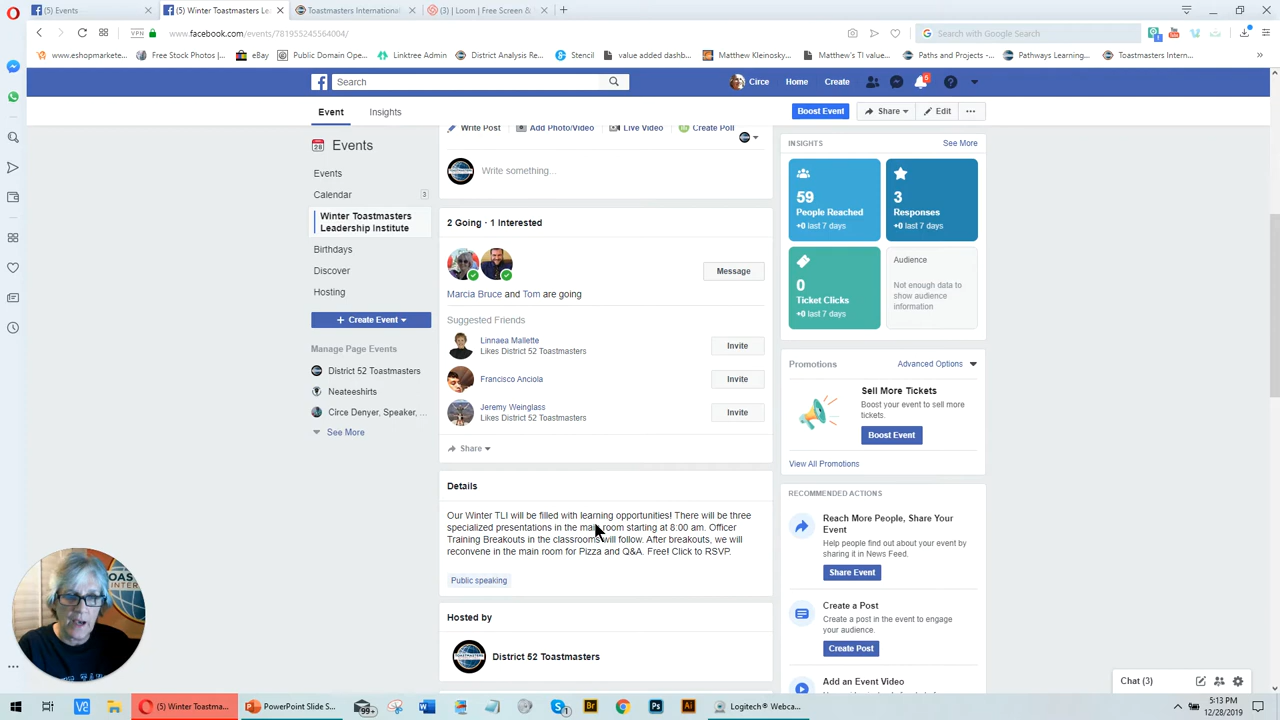 (5) Events
(5) Winter Toastmasters Le
Toastmasters Internationa
(3) | Loom | Free Screen & S
VPN
www.facebook.com/events/781955245564004/
Search with Google Search
www.eshopmarkete...
Free Stock Photos |...
eBay
Public Domain Ope...
Linktree Admin
District Analysis Re...
Stencil
value added dashb...
Matthew Kleinosky...
Matthew's TI value...
Paths and Projects -...
Pathways Learning...
Toastmasters Intern...
Search
Circe
Home
Create
6
Event
Insights
Boost Event
Share
Edit
Events
Events
Calendar
3
Winter Toastmasters
Leadership Institute
Birthdays
Discover
Hosting
+ Create Event
Manage Page Events
District 52 Toastmasters
Neateeshirts
Circe Denyer, Speaker, ...
See More
Write Post
Add Photo/Video
Live Video
Create Poll
Write something...
2 Going · 1 Interested
Marcia Bruce and Tom are going
Message
Suggested Friends
Linnaea Mallette
Likes District 52 Toastmasters
Invite
Francisco Anciola
Invite
Jeremy Weinglass
Likes District 52 Toastmasters
Invite
Share
Details
Our Winter TLI will be filled with learning opportunities! There will be three
specialized presentations in the main room starting at 8:00 am. Officer
Training Breakouts in the classrooms will follow. After breakouts, we will
reconvene in the main room for Pizza and Q&A. Free! Click to RSVP.
Public speaking
Hosted by
District 52 Toastmasters
INSIGHTS
See More
59
People Reached
+0 last 7 days
3
Responses
+0 last 7 days
0
Ticket Clicks
+0 last 7 days
Audience
Not enough data to
show audience
information
Promotions
Advanced Options
Sell More Tickets
Boost your event to sell more
tickets.
Boost Event
View All Promotions
RECOMMENDED ACTIONS
Reach More People, Share Your
Event
Help people find out about your event by
sharing it in News Feed.
Share Event
Create a Post
Create a post in the event to engage
your audience.
Create Post
Add an Event Video
Chat (3)
(5) Winter Toastma...
PowerPoint Slide S...
99+
Logitech® Webca...
5:13 PM
12/28/2019